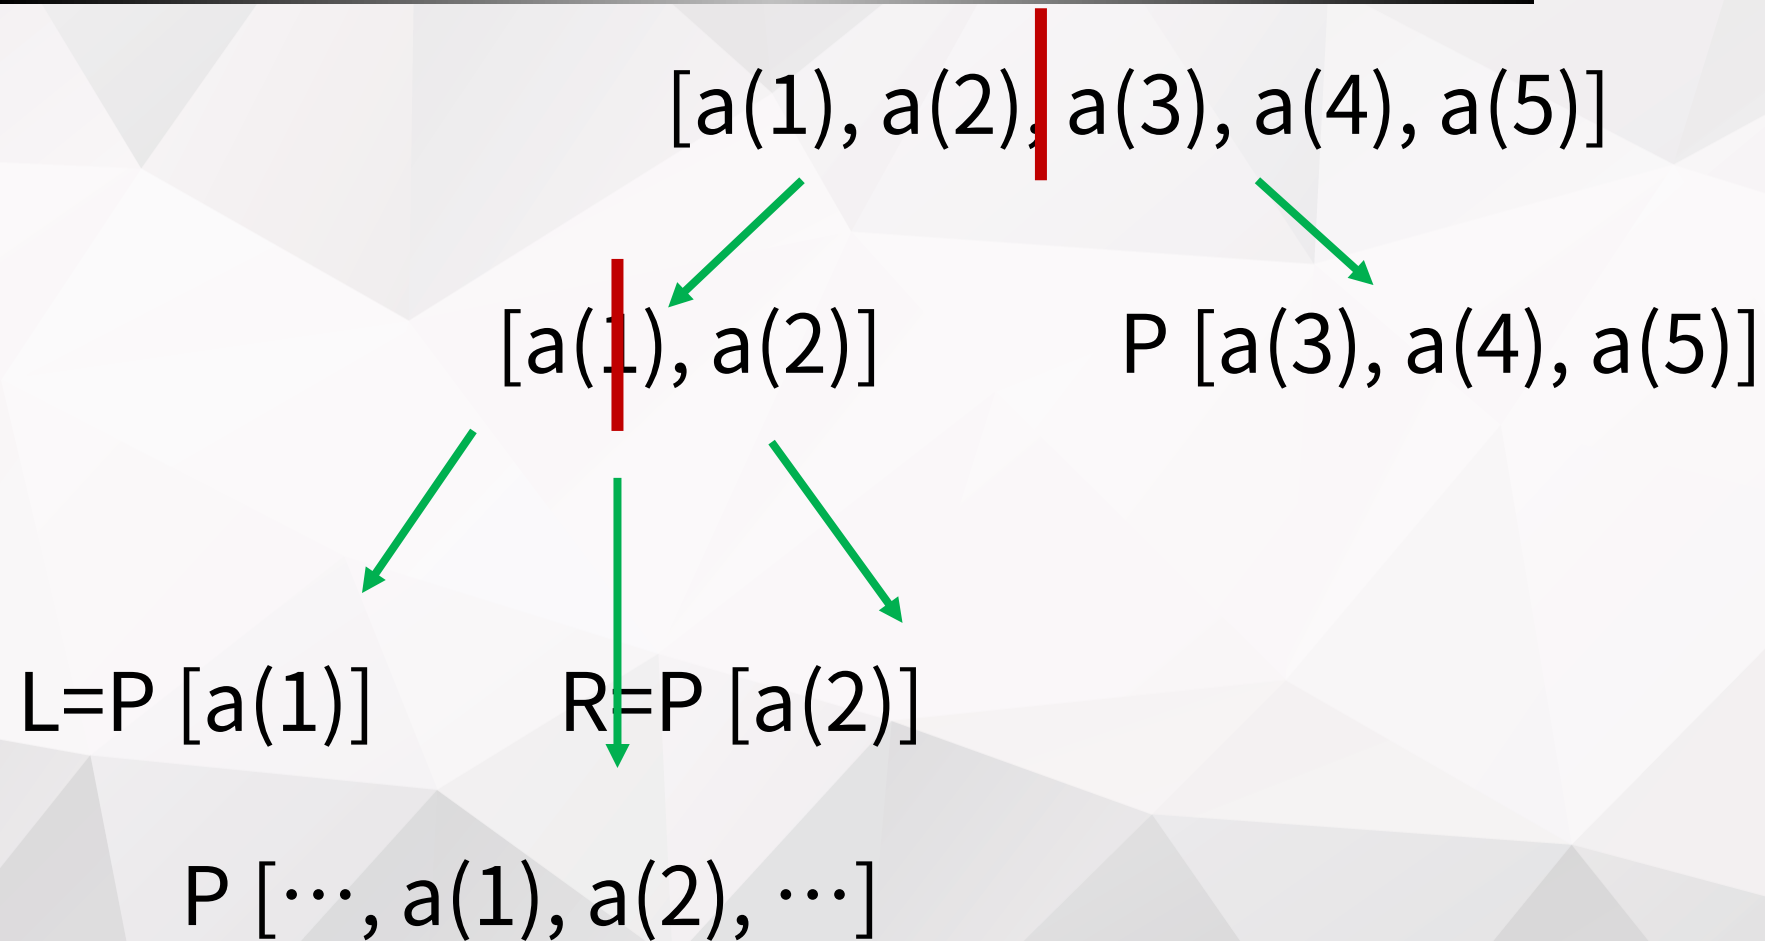 [a(1), a(2), a(3), a(4), a(5)]
[a(1), a(2)]
P [a(3), a(4), a(5)]
L=P [a(1)]
R=P [a(2)]
P […, a(1), a(2), …]